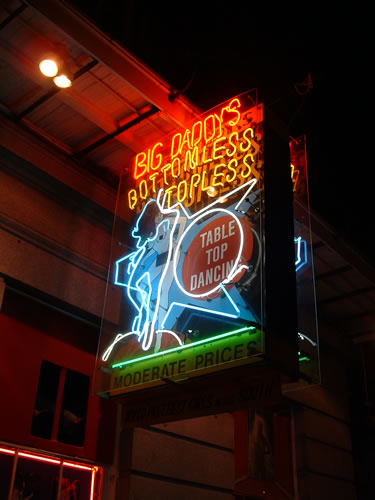 BIG DADDY'S
BOTTOMLESS
TOPLESS
TABLE
TOP
DANCING
MODERATE PRICES